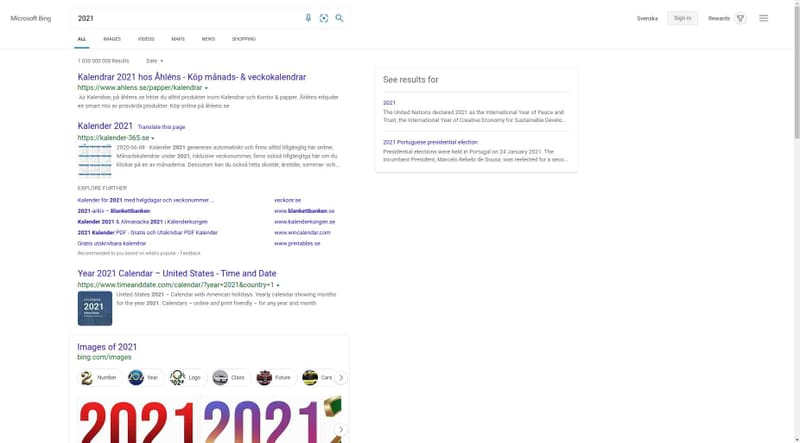 Microsoft Bing
2021
Svenska
Sign in
Rewards
ALL IMAGES VIDEOS MAPS NEWS SHOPPING
1 030 000 000 Results Date
Kalendrar 2021 hos Åhléns - Köp månads- & veckokalendrar
https://www.ahlens.se/papper/kalendrar
Kalendrar, på åhlens.se hittar du alltid produkter inom Kalendrar och Kontor & papper. Åhléns erbjuder
en smart mix av prisvärda produkter. Köp online på åhlens.se
Kalender 2021 Translate this page
https://kalender-365.se
2020-06-08 · Kalender 2021 genereras automatiskt och finns alltid tillgänglig här online.
Månadskalendrar under 2021, inklusive veckonummer, finns också tillgängliga här om du
klickar på en av månaderna. Dessutom kan du också hitta skottår, årstider, sommar- och...
EXPLORE FURTHER
Kalender för 2021 med helgdagar och veckonummer ... veckonr.se
2021-arkiv – Blankettbanken www.blankettbanken.se
Kalender 2021 & Almanacka 2021 | Kalenderkungen www.kalenderkungen.se
2021 Kalender PDF - Gratis och Utskrivbar PDF Kalendar www.wincalendar.com
Gratis utskrivbara kalendrar www.printables.se
Recommended to you based on what's popular • Feedback
Year 2021 Calendar – United States - Time and Date
https://www.timeanddate.com/calendar/?year=2021&country=1
2021
United States 2021 – Calendar with American holidays. Yearly calendar showing months
for the year 2021. Calendars – online and print friendly – for any year and month
Images of 2021
bing.com/images
Number Year Logo Class Future Cars
2021 2021
See results for
2021
The United Nations declared 2021 as the International Year of Peace and
Trust, the International Year of Creative Economy for Sustainable Develo...
2021 Portuguese presidential election
Presidential elections were held in Portugal on 24 January 2021. The
incumbent President, Marcelo Rebelo de Sousa, was reelected for a seco...